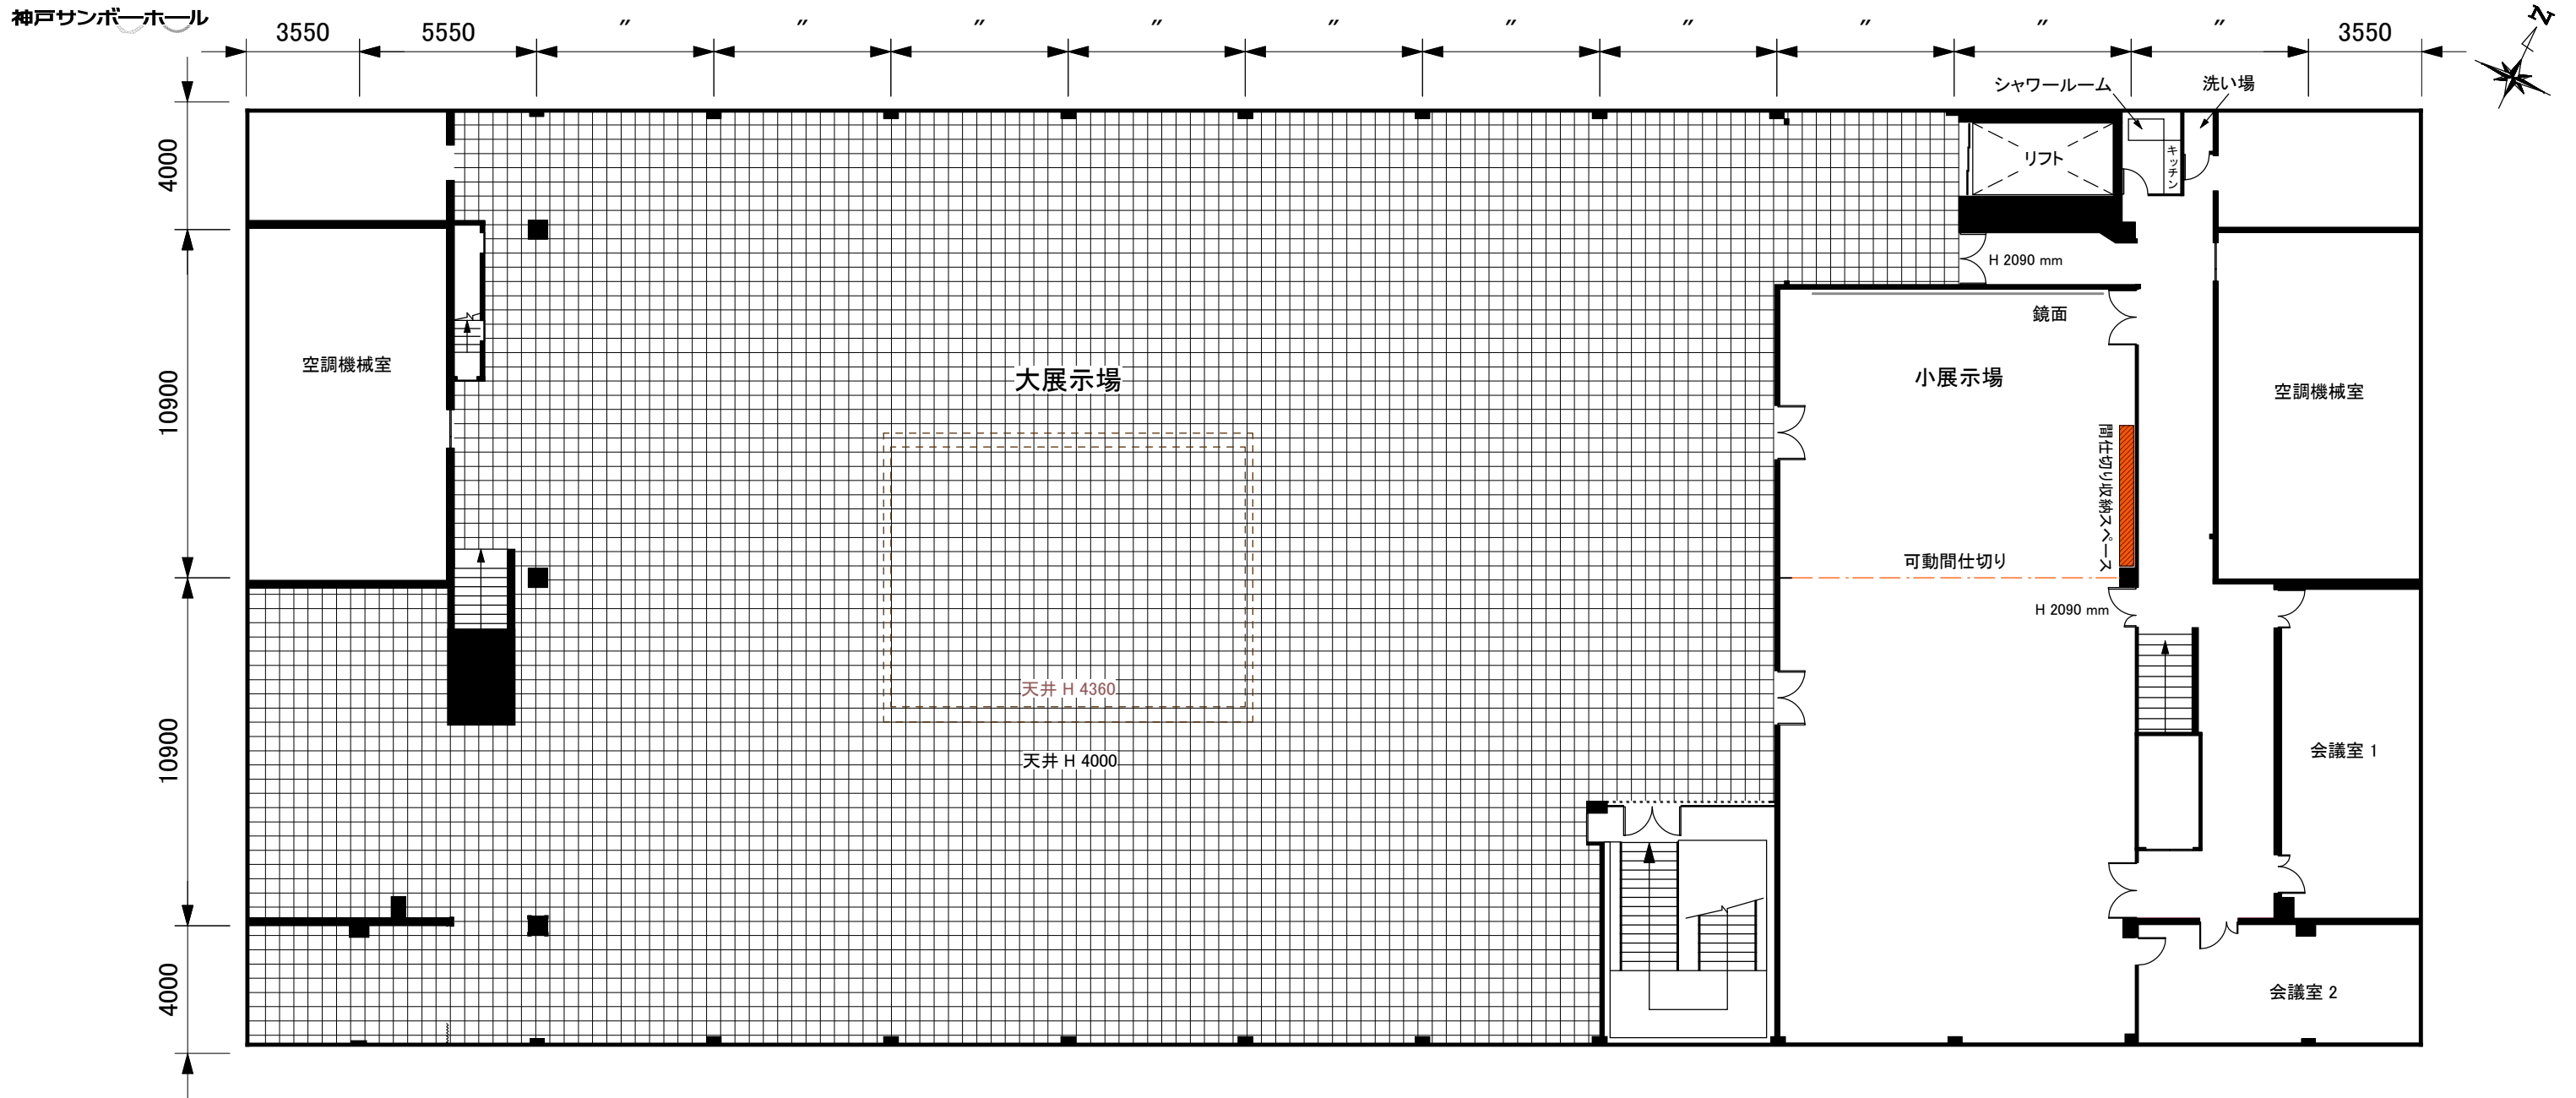 神戸サンボーホール
3550
5550
〃
〃
〃
〃
〃
〃
〃
〃
〃
〃
3550
N
シャワールーム
洗い場
4000
リフト
キッチン
H 2090 mm
鏡面
空調機械室
大展示場
小展示場
空調機械室
10900
間仕切り収納スペース
可動間仕切り
H 2090 mm
天井 H 4360
10900
天井 H 4000
会議室 1
4000
会議室 2